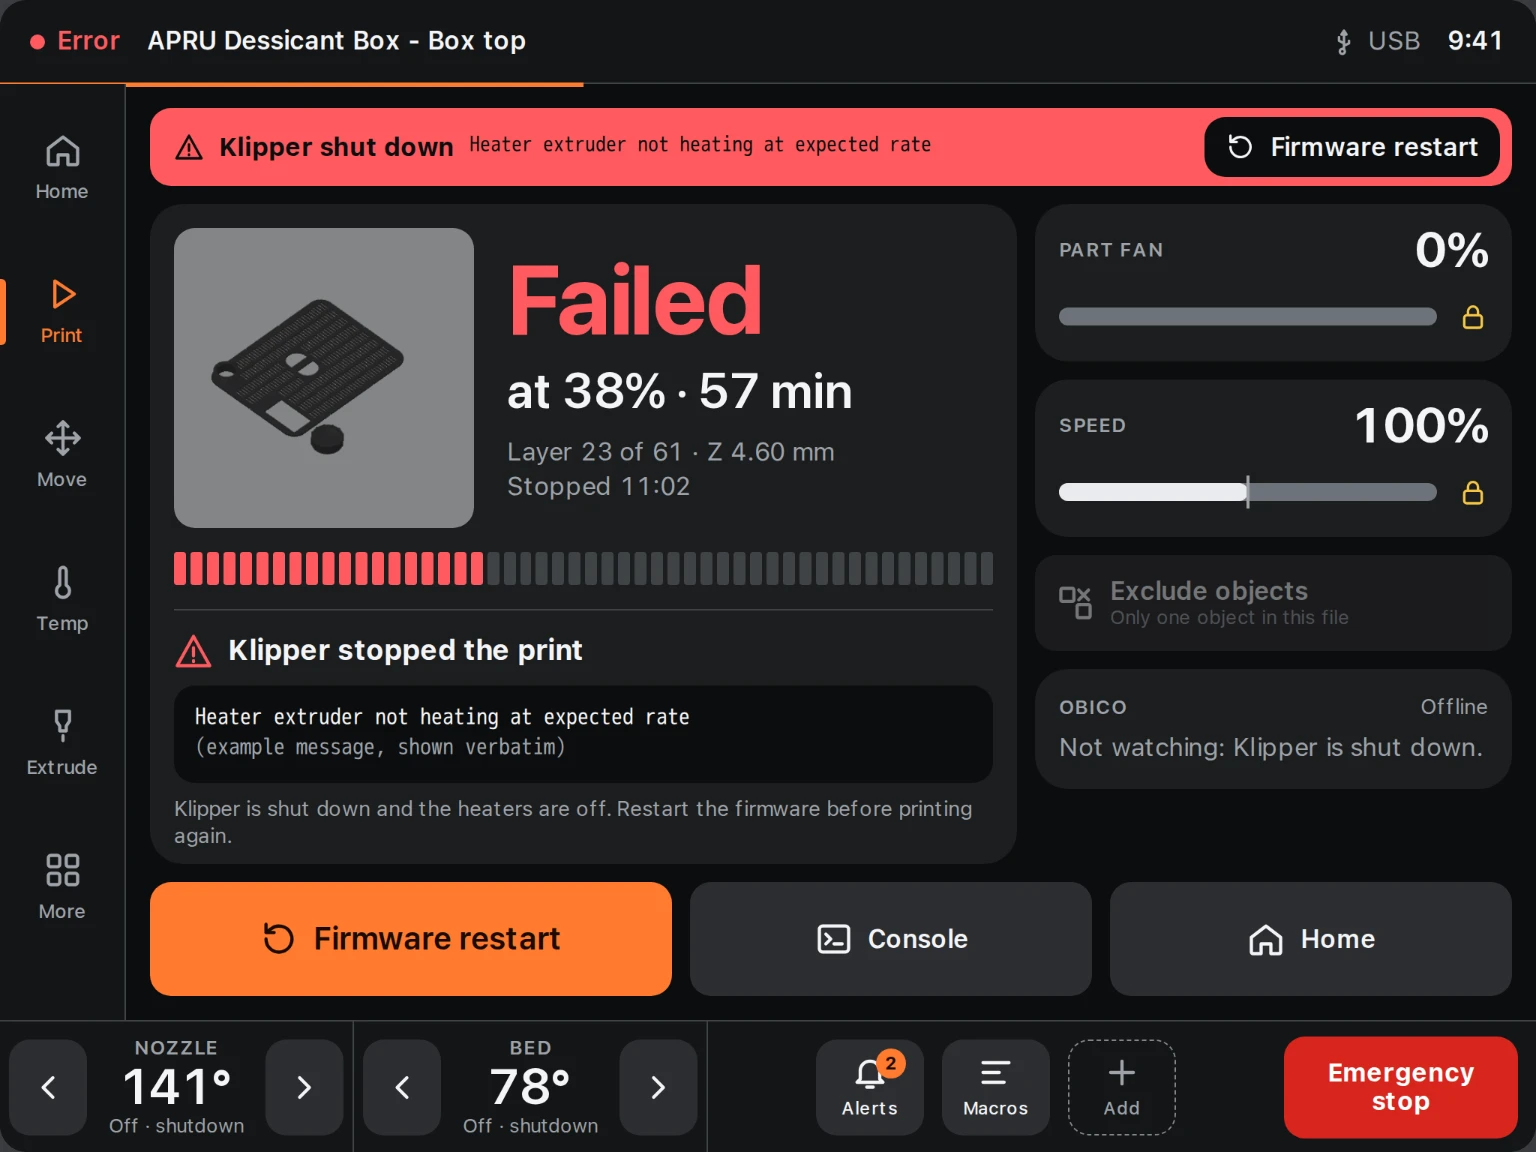 Error APRU Dessicant Box - Box top USB 9:41
Klipper shut down Heater extruder not heating at expected rate Firmware restart
Home
Print
Move
Temp
Extrude
More
Failed
at 38% · 57 min
Layer 23 of 61 · Z 4.60 mm
Stopped 11:02
Klipper stopped the print
Heater extruder not heating at expected rate
(example message, shown verbatim)
Klipper is shut down and the heaters are off. Restart the firmware before printing
again.
PART FAN 0%
SPEED 100%
Exclude objects
Only one object in this file
OBICO Offline
Not watching: Klipper is shut down.
Firmware restart Console Home
NOZZLE
141°
Off · shutdown
BED
78°
Off · shutdown
2
Alerts
Macros
Add
Emergency
stop